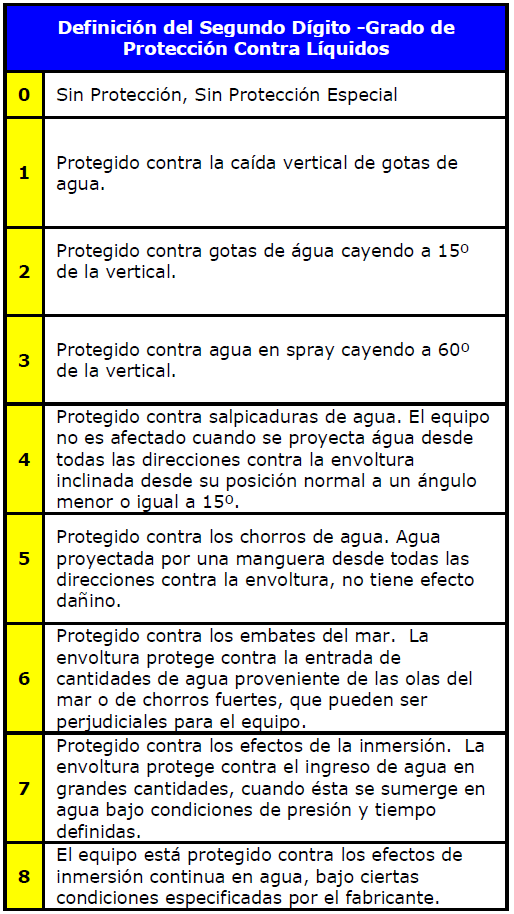 Definición del Segundo Dígito -Grado de
Protección Contra Líquidos
0 Sin Protección, Sin Protección Especial
1 Protegido contra la caída vertical de gotas de
agua.
2 Protegido contra gotas de água cayendo a 15º
de la vertical.
3 Protegido contra agua en spray cayendo a 60º
de la vertical.
4 Protegido contra salpicaduras de agua. El equipo
no es afectado cuando se proyecta água desde
todas las direcciones contra la envoltura
inclinada desde su posición normal a un ángulo
menor o igual a 15º.
5 Protegido contra los chorros de agua. Agua
proyectada por una manguera desde todas las
direcciones contra la envoltura, no tiene efecto
dañino.
6 Protegido contra los embates del mar.  La
envoltura protege contra la entrada de
cantidades de agua proveniente de las olas del
mar o de chorros fuertes, que pueden ser
perjudiciales para el equipo.
7 Protegido contra los efectos de la inmersión.  La
envoltura protege contra el ingreso de agua en
grandes cantidades, cuando ésta se sumerge en
agua bajo condiciones de presión y tiempo
definidas.
8 El equipo está protegido contra los efectos de
inmersión continua en agua, bajo ciertas
condiciones especificadas por el fabricante.